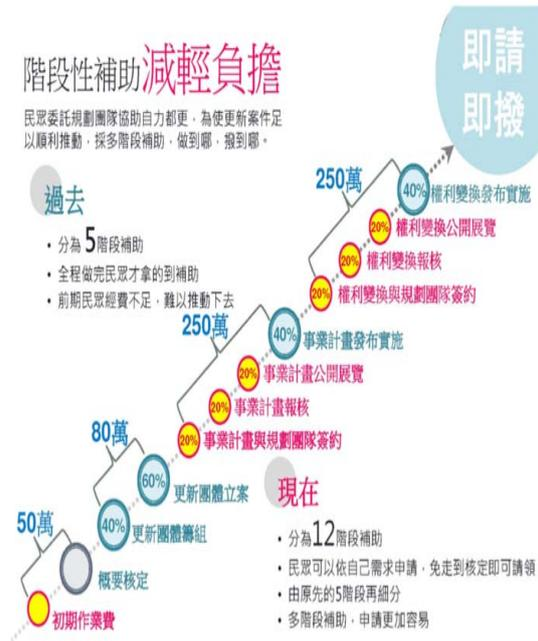 階段性補助減輕負擔
民眾委託規劃團隊協助自力都更，為使更新案件足
以順利推動，採多階段補助，做到哪，撥到哪。
即請
即撥
過去
• 分為5階段補助
• 全程做完民眾才拿的到補助
• 前期民眾經費不足，難以推動下去
250萬
40% 權利變換發布實施
20% 權利變換公開展覽
20% 權利變換報核
20% 權利變換與規劃團隊簽約
250萬
40% 事業計畫發布實施
20% 事業計畫公開展覽
20% 事業計畫報核
20% 事業計畫與規劃團隊簽約
80萬
60% 更新團體立案
40% 更新團體籌組
50萬
概要核定
初期作業費
現在
• 分為12階段補助
• 民眾可以依自己需求申請，免走到核定即可請領
• 由原先的5階段再細分
• 多階段補助，申請更加容易